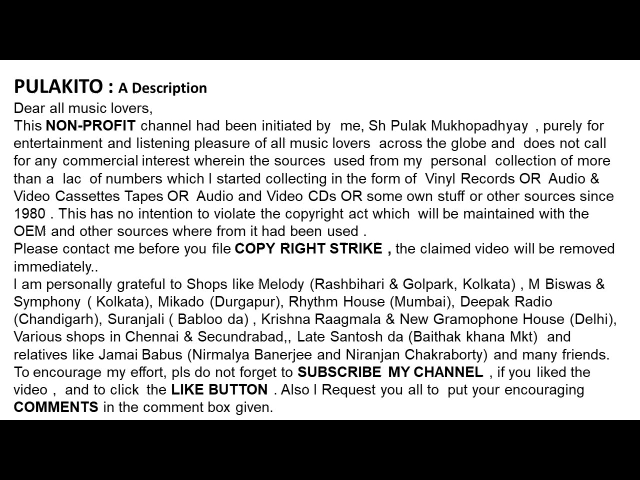 PULAKITO : A Description
Dear all music lovers,
This NON-PROFIT channel had been initiated by me, Sh Pulak Mukhopadhyay , purely for
entertainment and listening pleasure of all music lovers across the globe and does not call
for any commercial interest wherein the sources used from my personal collection of more
than a lac of numbers which I started collecting in the form of Vinyl Records OR Audio &
Video Cassettes Tapes OR Audio and Video CDs OR some own stuff or other sources since
1980 . This has no intention to violate the copyright act which will be maintained with the
OEM and other sources where from it had been used .
Please contact me before you file COPY RIGHT STRIKE , the claimed video will be removed
immediately..
I am personally grateful to Shops like Melody (Rashbihari & Golpark, Kolkata) , M Biswas &
Symphony ( Kolkata), Mikado (Durgapur), Rhythm House (Mumbai), Deepak Radio
(Chandigarh), Suranjali ( Babloo da) , Krishna Raagmala & New Gramophone House (Delhi),
Various shops in Chennai & Secundrabad,, Late Santosh da (Baithak khana Mkt) and
relatives like Jamai Babus (Nirmalya Banerjee and Niranjan Chakraborty) and many friends.
To encourage my effort, pls do not forget to SUBSCRIBE MY CHANNEL , if you liked the
video , and to click the LIKE BUTTON . Also I Request you all to put your encouraging
COMMENTS in the comment box given.